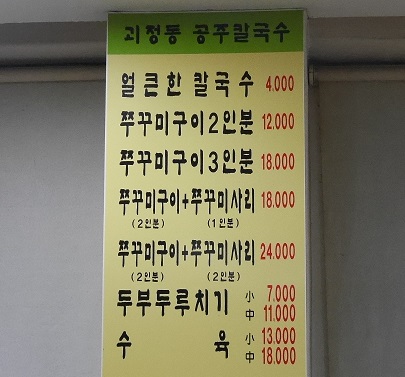 괴정동 공주칼국수
얼큰한 칼국수 4.000
쭈꾸미구이2인분 12.000
쭈꾸미구이3인분 18.000
쭈꾸미구이+쭈꾸미사리 18.000
(2인분) (1인분)
쭈꾸미구이+쭈꾸미사리 24.000
(2인분) (2인분)
두부두루치기 小 7.000
中 11.000
수육 小 13.000
中 18.000